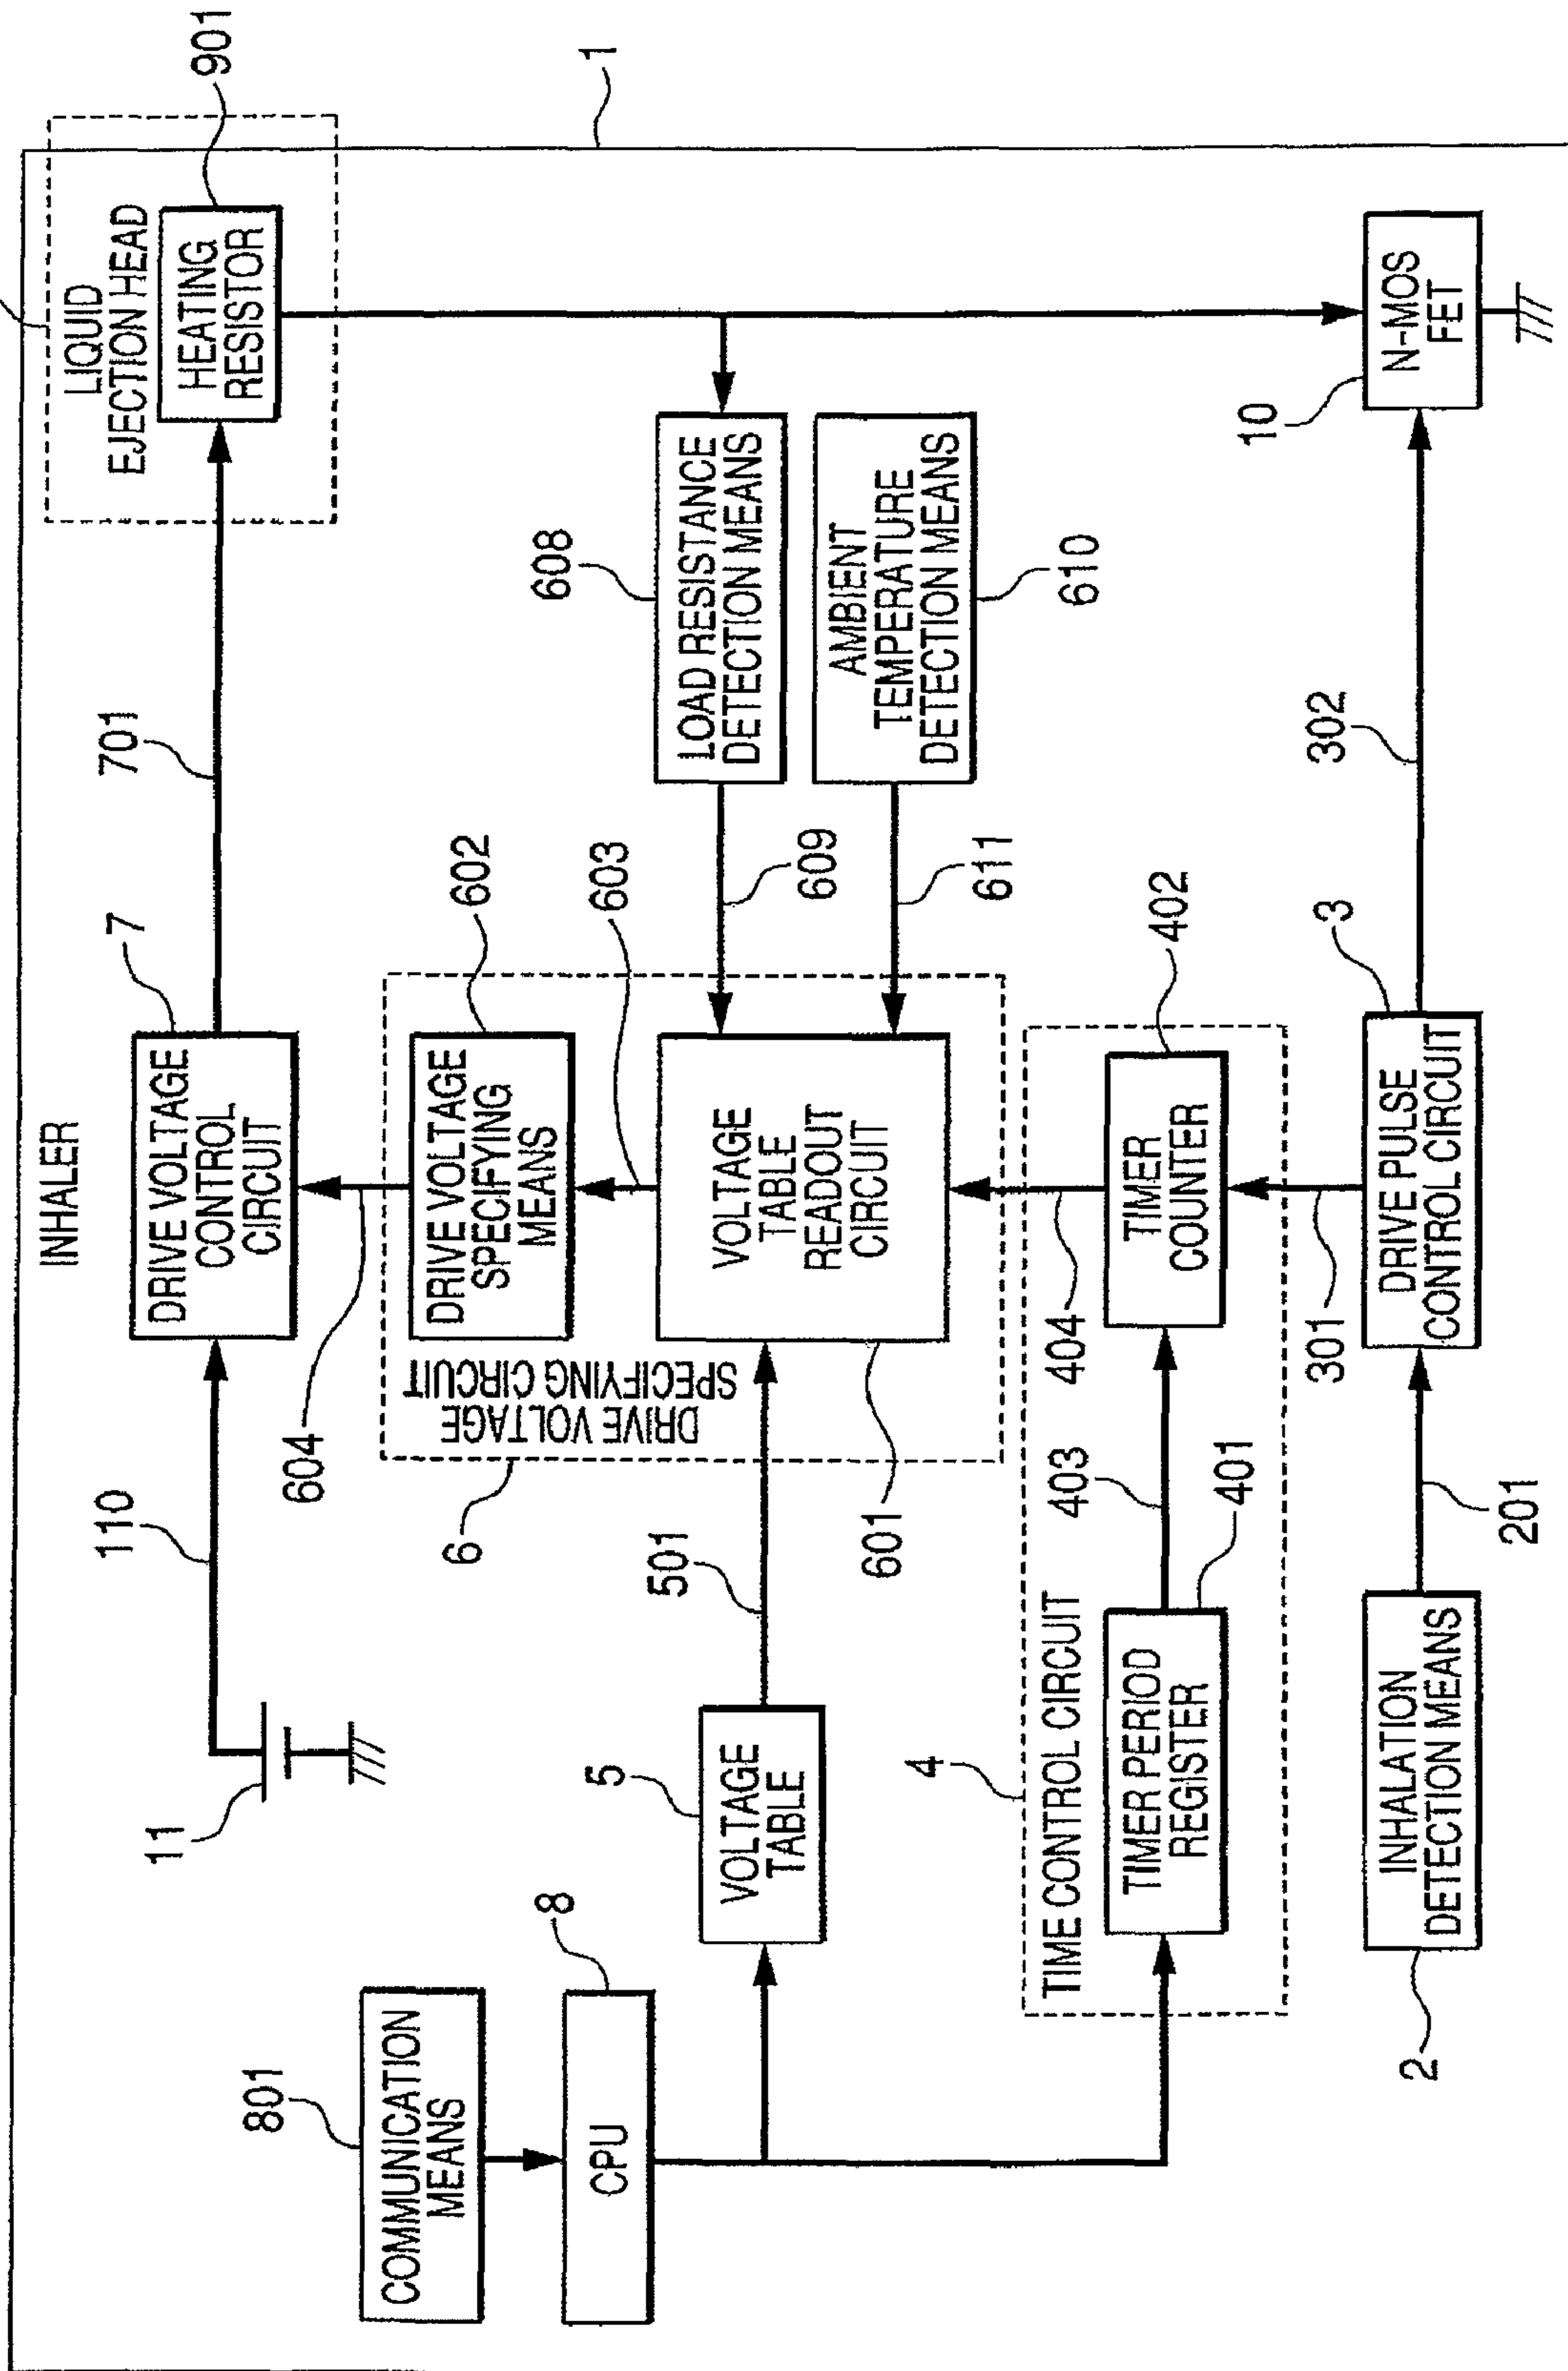 INHALER
1
LIQUID
EJECTION HEAD
HEATING
RESISTOR
901
701
7
DRIVE VOLTAGE
CONTROL
CIRCUIT
110
11
604
602
DRIVE VOLTAGE
SPECIFYING
MEANS
603
DRIVE VOLTAGE
SPECIFYING CIRCUIT
6
VOLTAGE
TABLE
READOUT
CIRCUIT
601
608
LOAD RESISTANCE
DETECTION MEANS
609
AMBIENT
TEMPERATURE
DETECTION MEANS
610
611
801
COMMUNICATION
MEANS
8
CPU
5
VOLTAGE
TABLE
501
4
TIME CONTROL CIRCUIT
TIMER PERIOD
REGISTER
401
403
404
TIMER
COUNTER
402
301
2
INHALATION
DETECTION MEANS
201
DRIVE PULSE
CONTROL CIRCUIT
3
302
10
N-MOS
FET